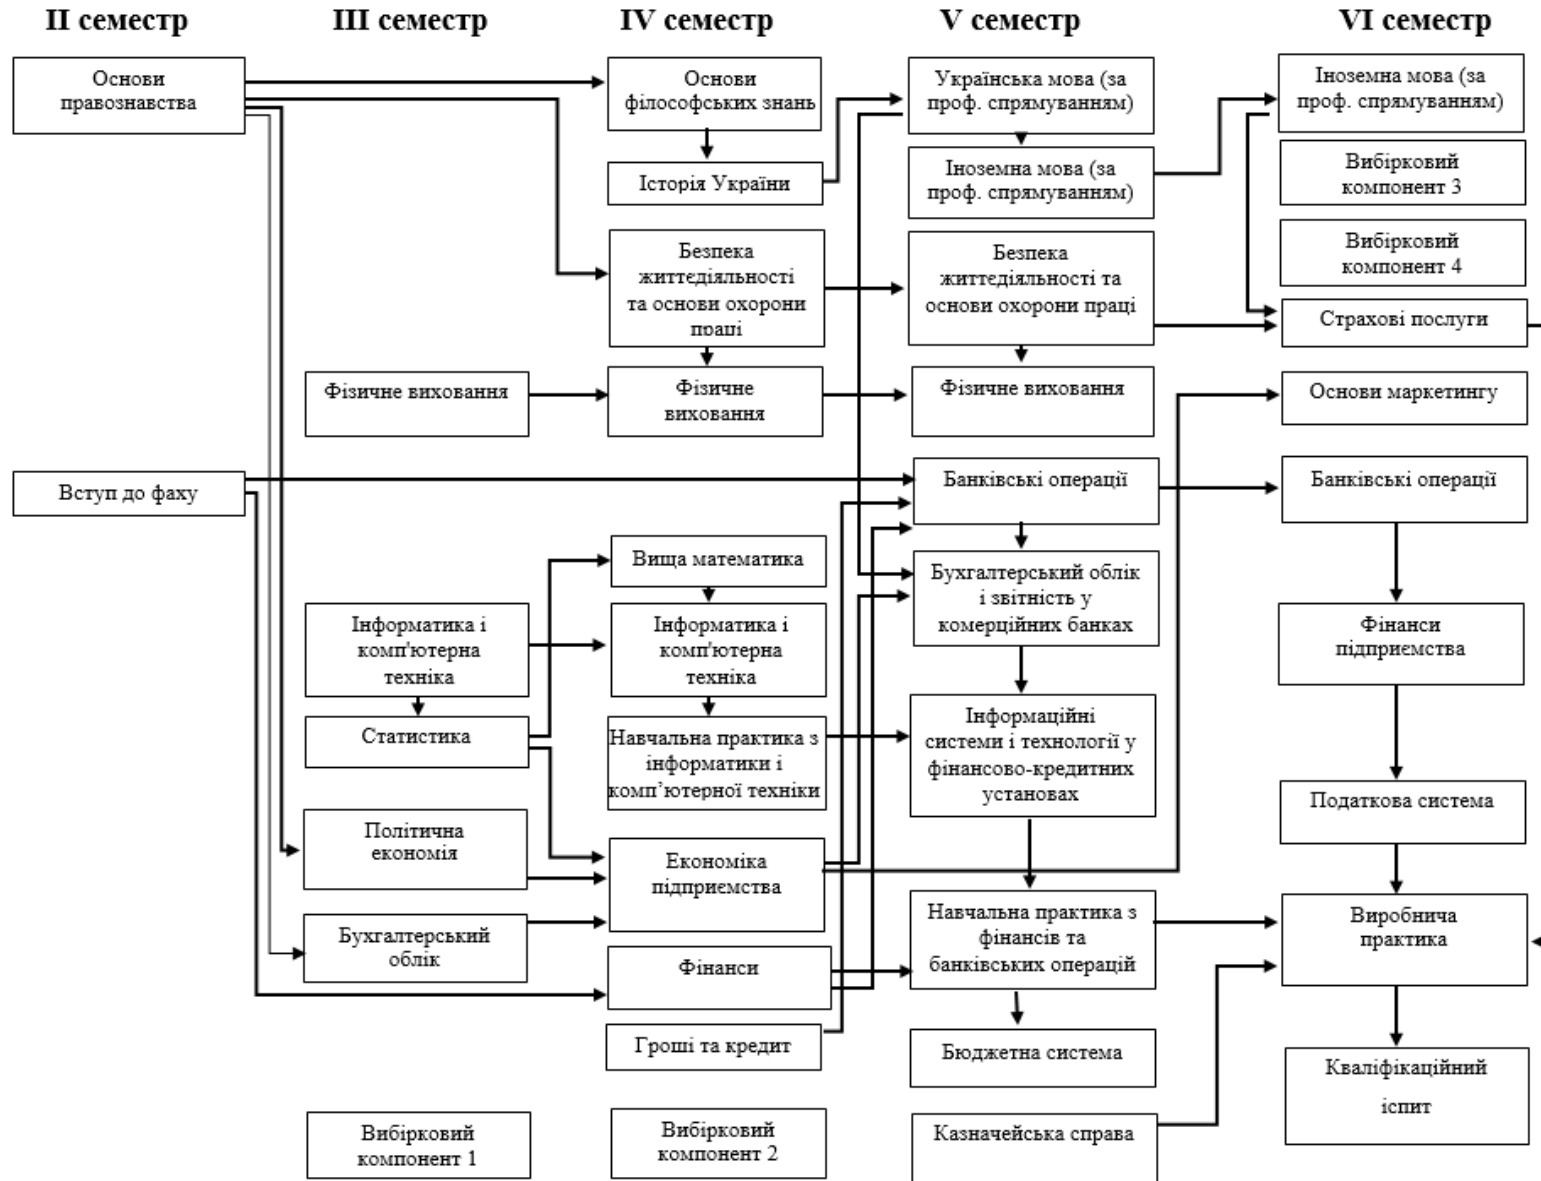 II семестр
III семестр
IV семестр
V семестр
VI семестр
Основи
правознавства
Вступ до фаху
Фізичне виховання
Інформатика і
комп'ютерна
техніка
Статистика
Політична
економія
Бухгалтерський
облік
Вибірковий
компонент 1
Основи
філософських знань
Історія України
Безпека
життєдіяльності
та основи охорони
праці
Фізичне
виховання
Вища математика
Інформатика і
комп'ютерна
техніка
Навчальна практика з
інформатики і
комп’ютерної техніки
Економіка
підприємства
Фінанси
Гроші та кредит
Вибірковий
компонент 2
Українська мова (за
проф. спрямуванням)
Іноземна мова (за
проф. спрямуванням)
Безпека
життєдіяльності та
основи охорони праці
Фізичне виховання
Банківські операції
Бухгалтерський облік
і звітність у
комерційних банках
Інформаційні
системи і технології у
фінансово-кредитних
установах
Навчальна практика з
фінансів та
банківських операцій
Бюджетна система
Казначейська справа
Іноземна мова (за
проф. спрямуванням)
Вибірковий
компонент 3
Вибірковий
компонент 4
Страхові послуги
Основи маркетингу
Банківські операції
Фінанси
підприємства
Податкова система
Виробнича
практика
Кваліфікаційний
іспит